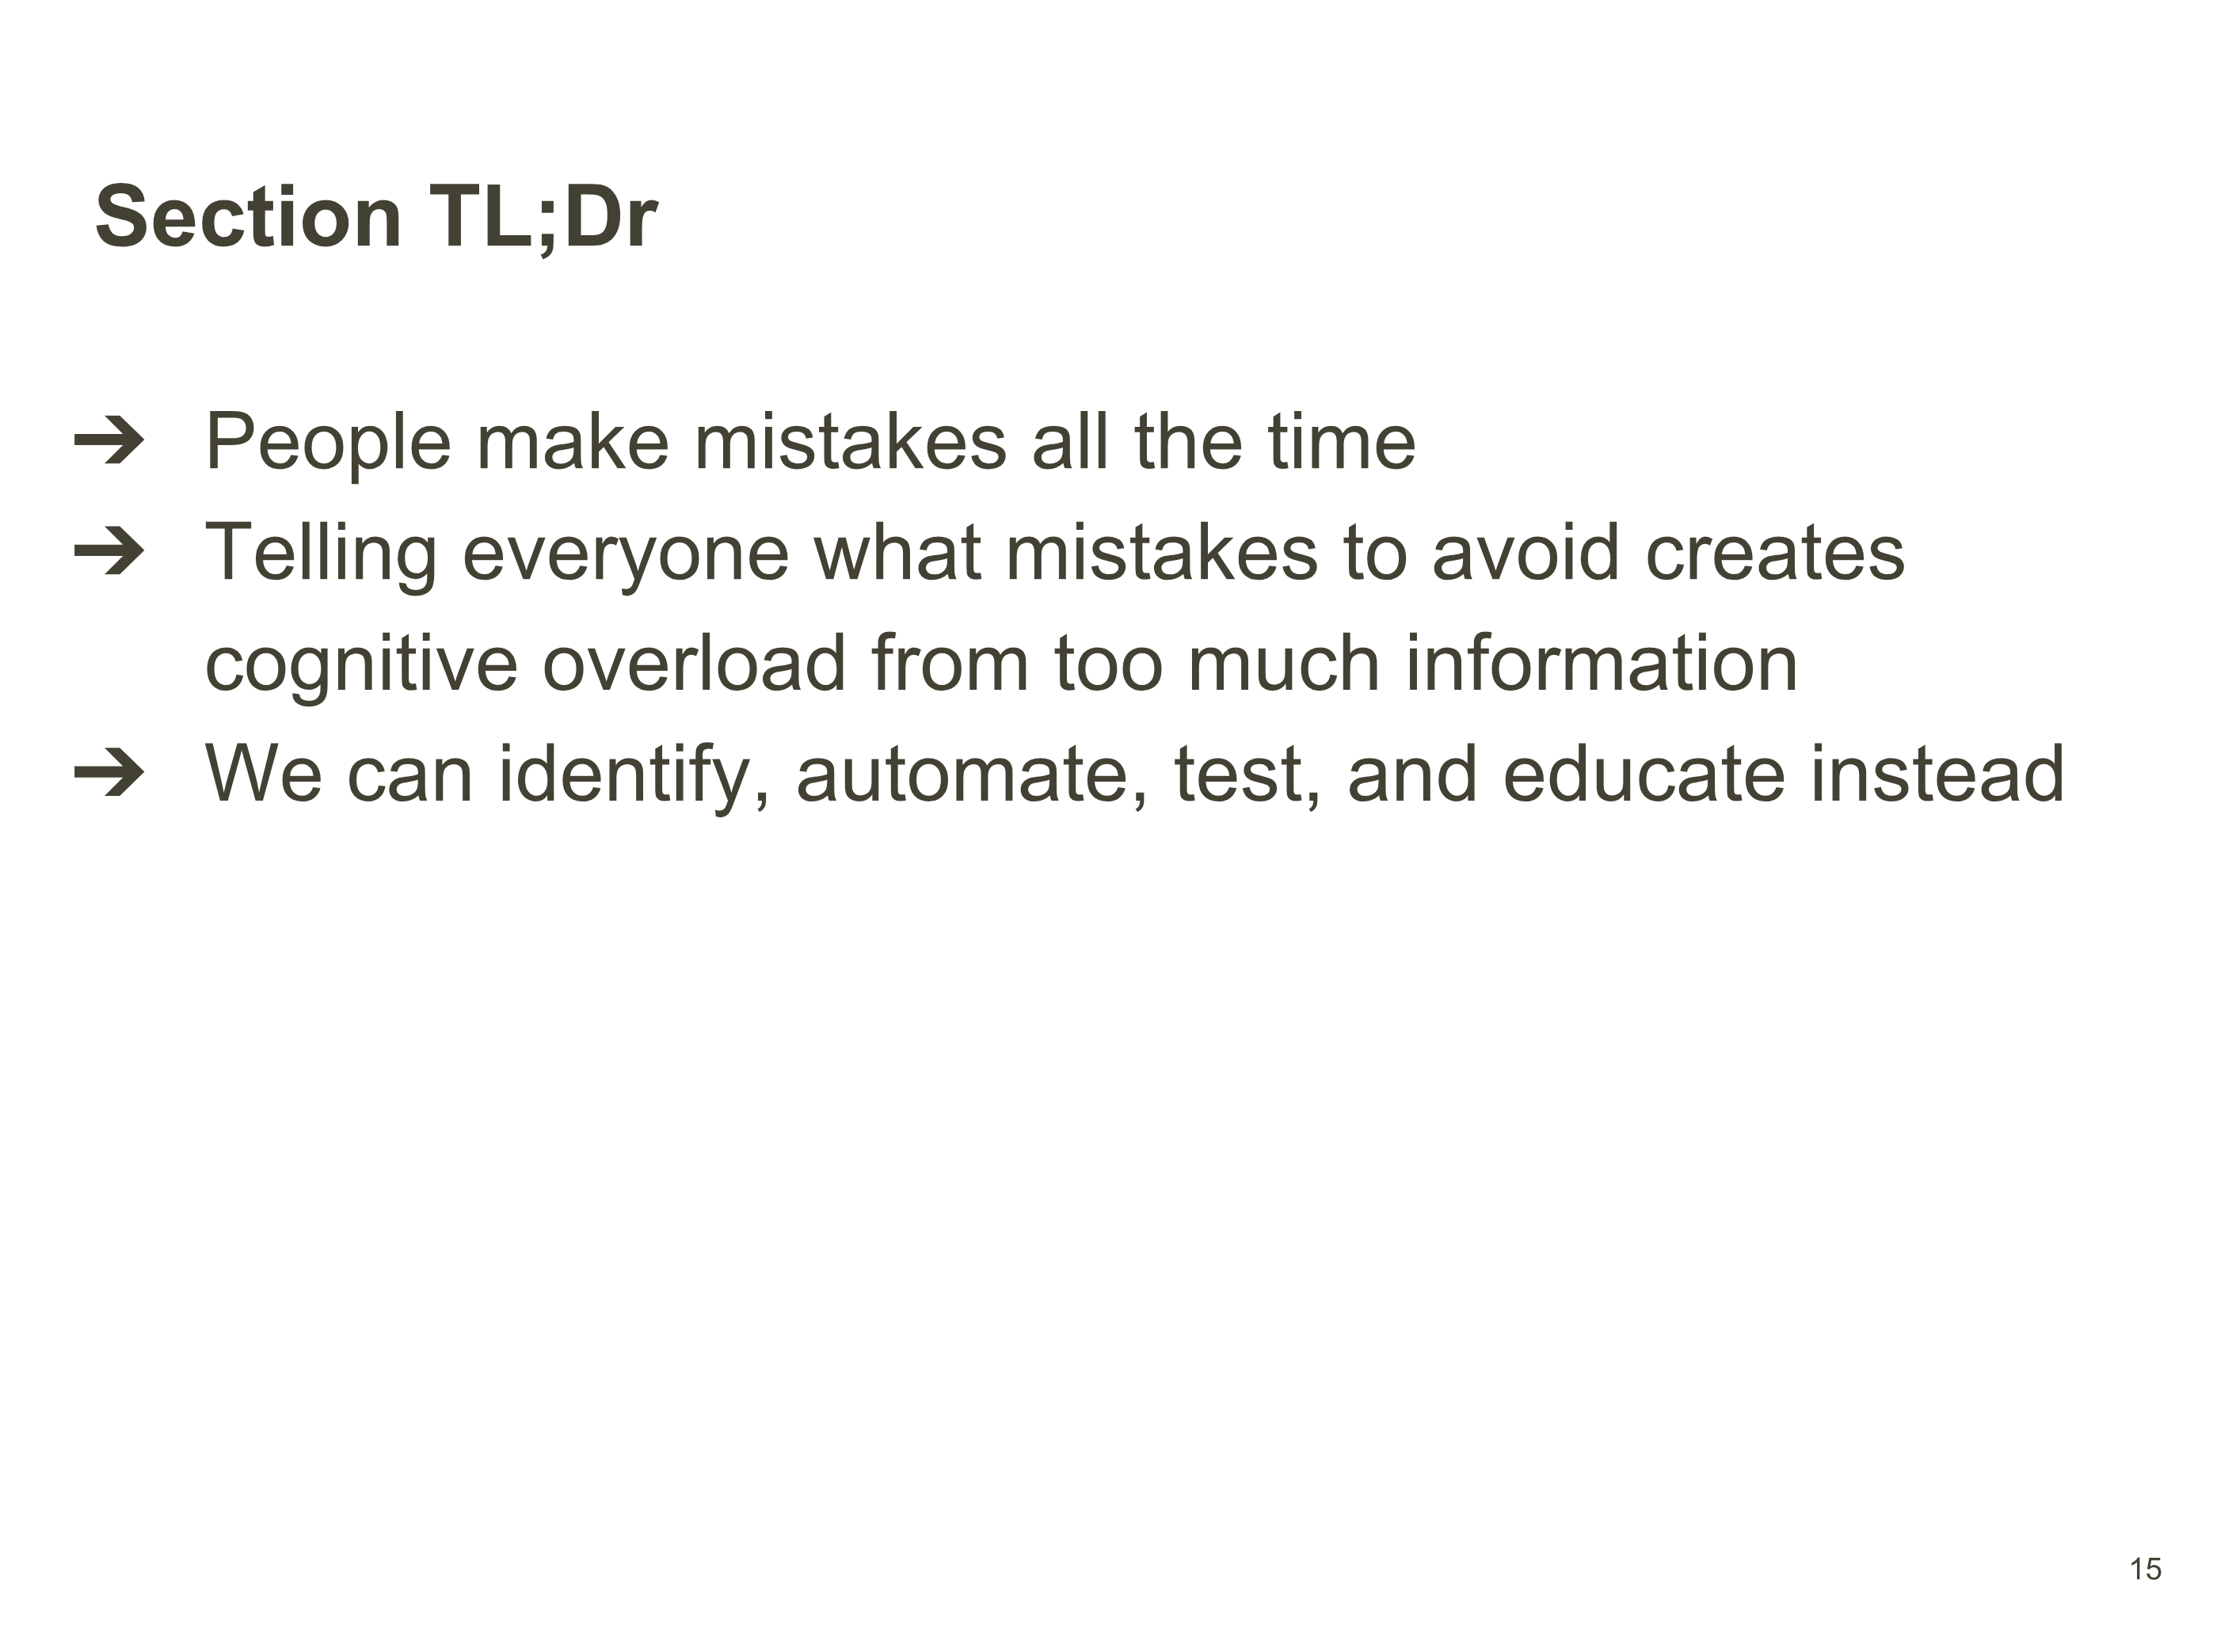 Section TL;Dr
➔ People make mistakes all the time
➔ Telling everyone what mistakes to avoid creates
cognitive overload from too much information
➔ We can identify, automate, test, and educate instead
15